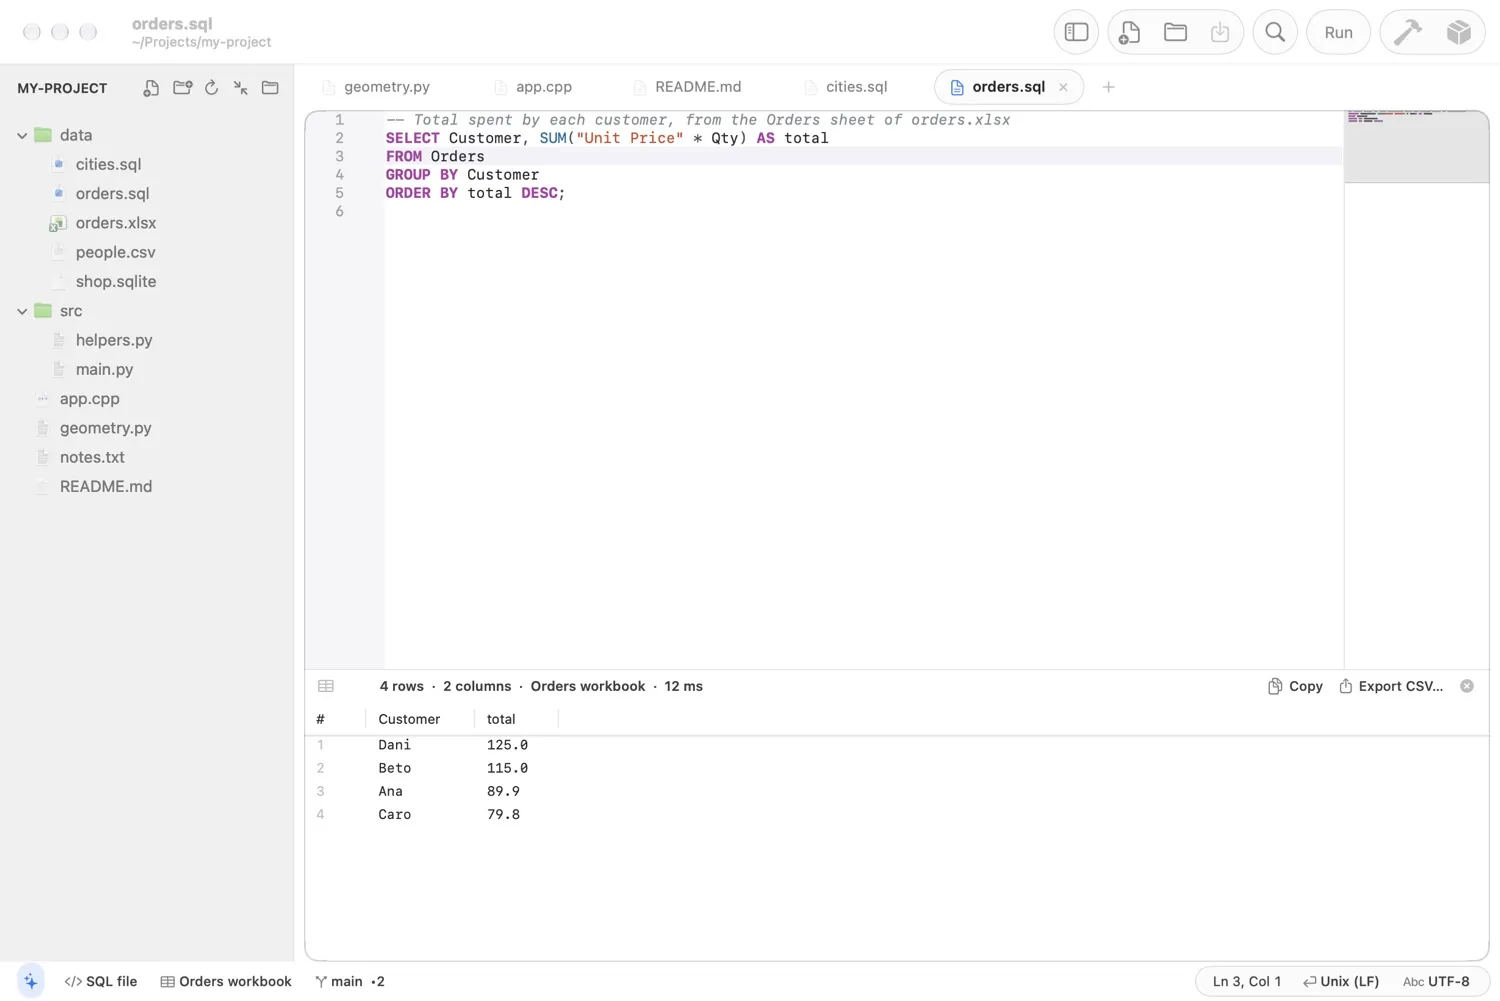 orders.sql
~/Projects/my-project
Run
MY-PROJECT
data
cities.sql
orders.sql
orders.xlsx
people.csv
shop.sqlite
src
helpers.py
main.py
app.cpp
geometry.py
notes.txt
README.md
geometry.py app.cpp README.md cities.sql orders.sql × +
1 -- Total spent by each customer, from the Orders sheet of orders.xlsx
2 SELECT Customer, SUM("Unit Price" * Qty) AS total
3 FROM Orders
4 GROUP BY Customer
5 ORDER BY total DESC;
6
4 rows · 2 columns · Orders workbook · 12 ms Copy Export CSV...
# Customer total
1 Dani 125.0
2 Beto 115.0
3 Ana 89.9
4 Caro 79.8
</> SQL file Orders workbook main •2 Ln 3, Col 1 Unix (LF) Abc UTF-8